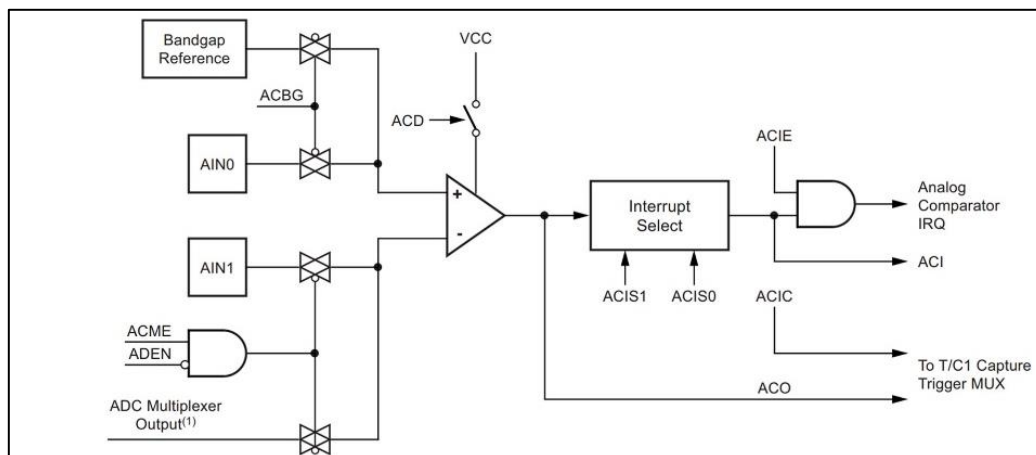 Bandgap
Reference
VCC
ACBG
ACD
ACIE
AIN0
+
-
Interrupt
Select
Analog
Comparator
IRQ
AIN1
ACI
ACIS1
ACIS0
ACIC
ACME
ADEN
To T/C1 Capture
Trigger MUX
ACO
ADC Multiplexer
Output(1)